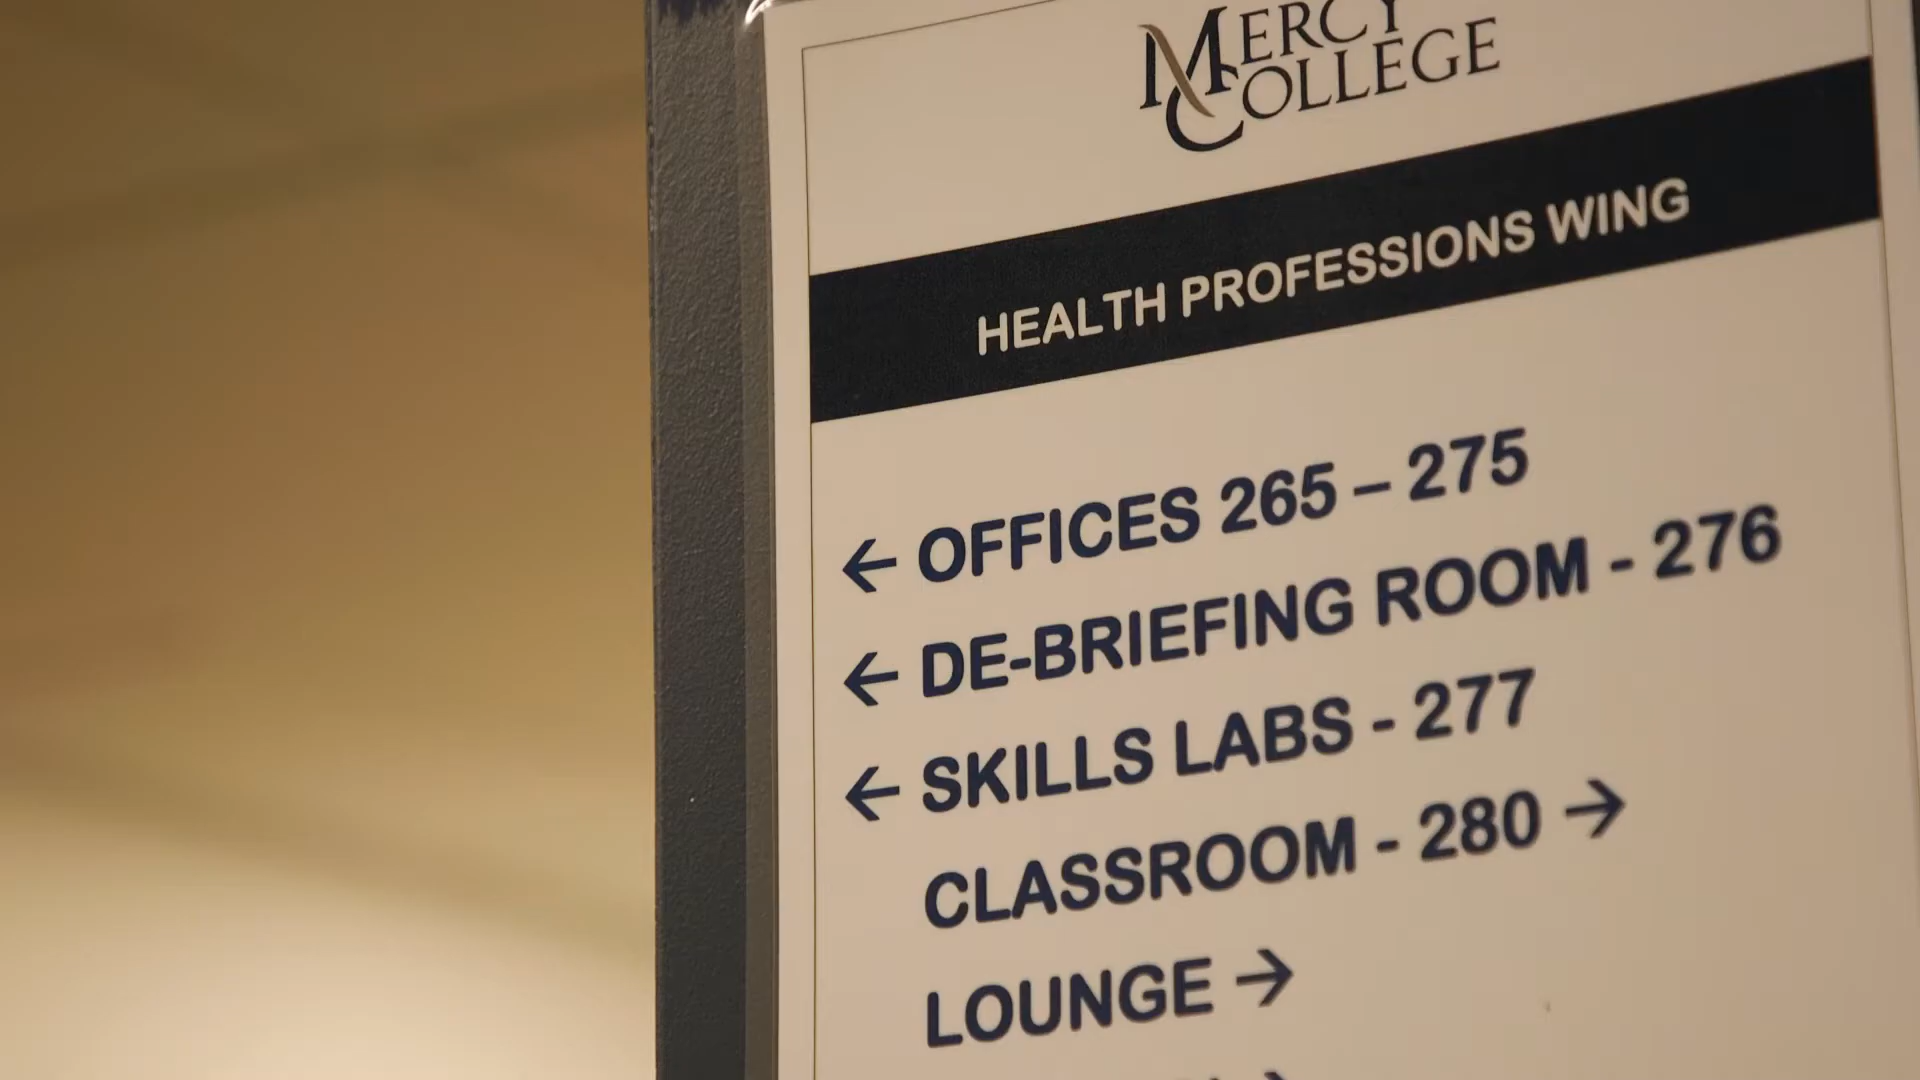 MERCY
COLLEGE
HEALTH PROFESSIONS WING
← OFFICES 265 – 275
← DE-BRIEFING ROOM - 276
← SKILLS LABS - 277
CLASSROOM - 280 →
LOUNGE →